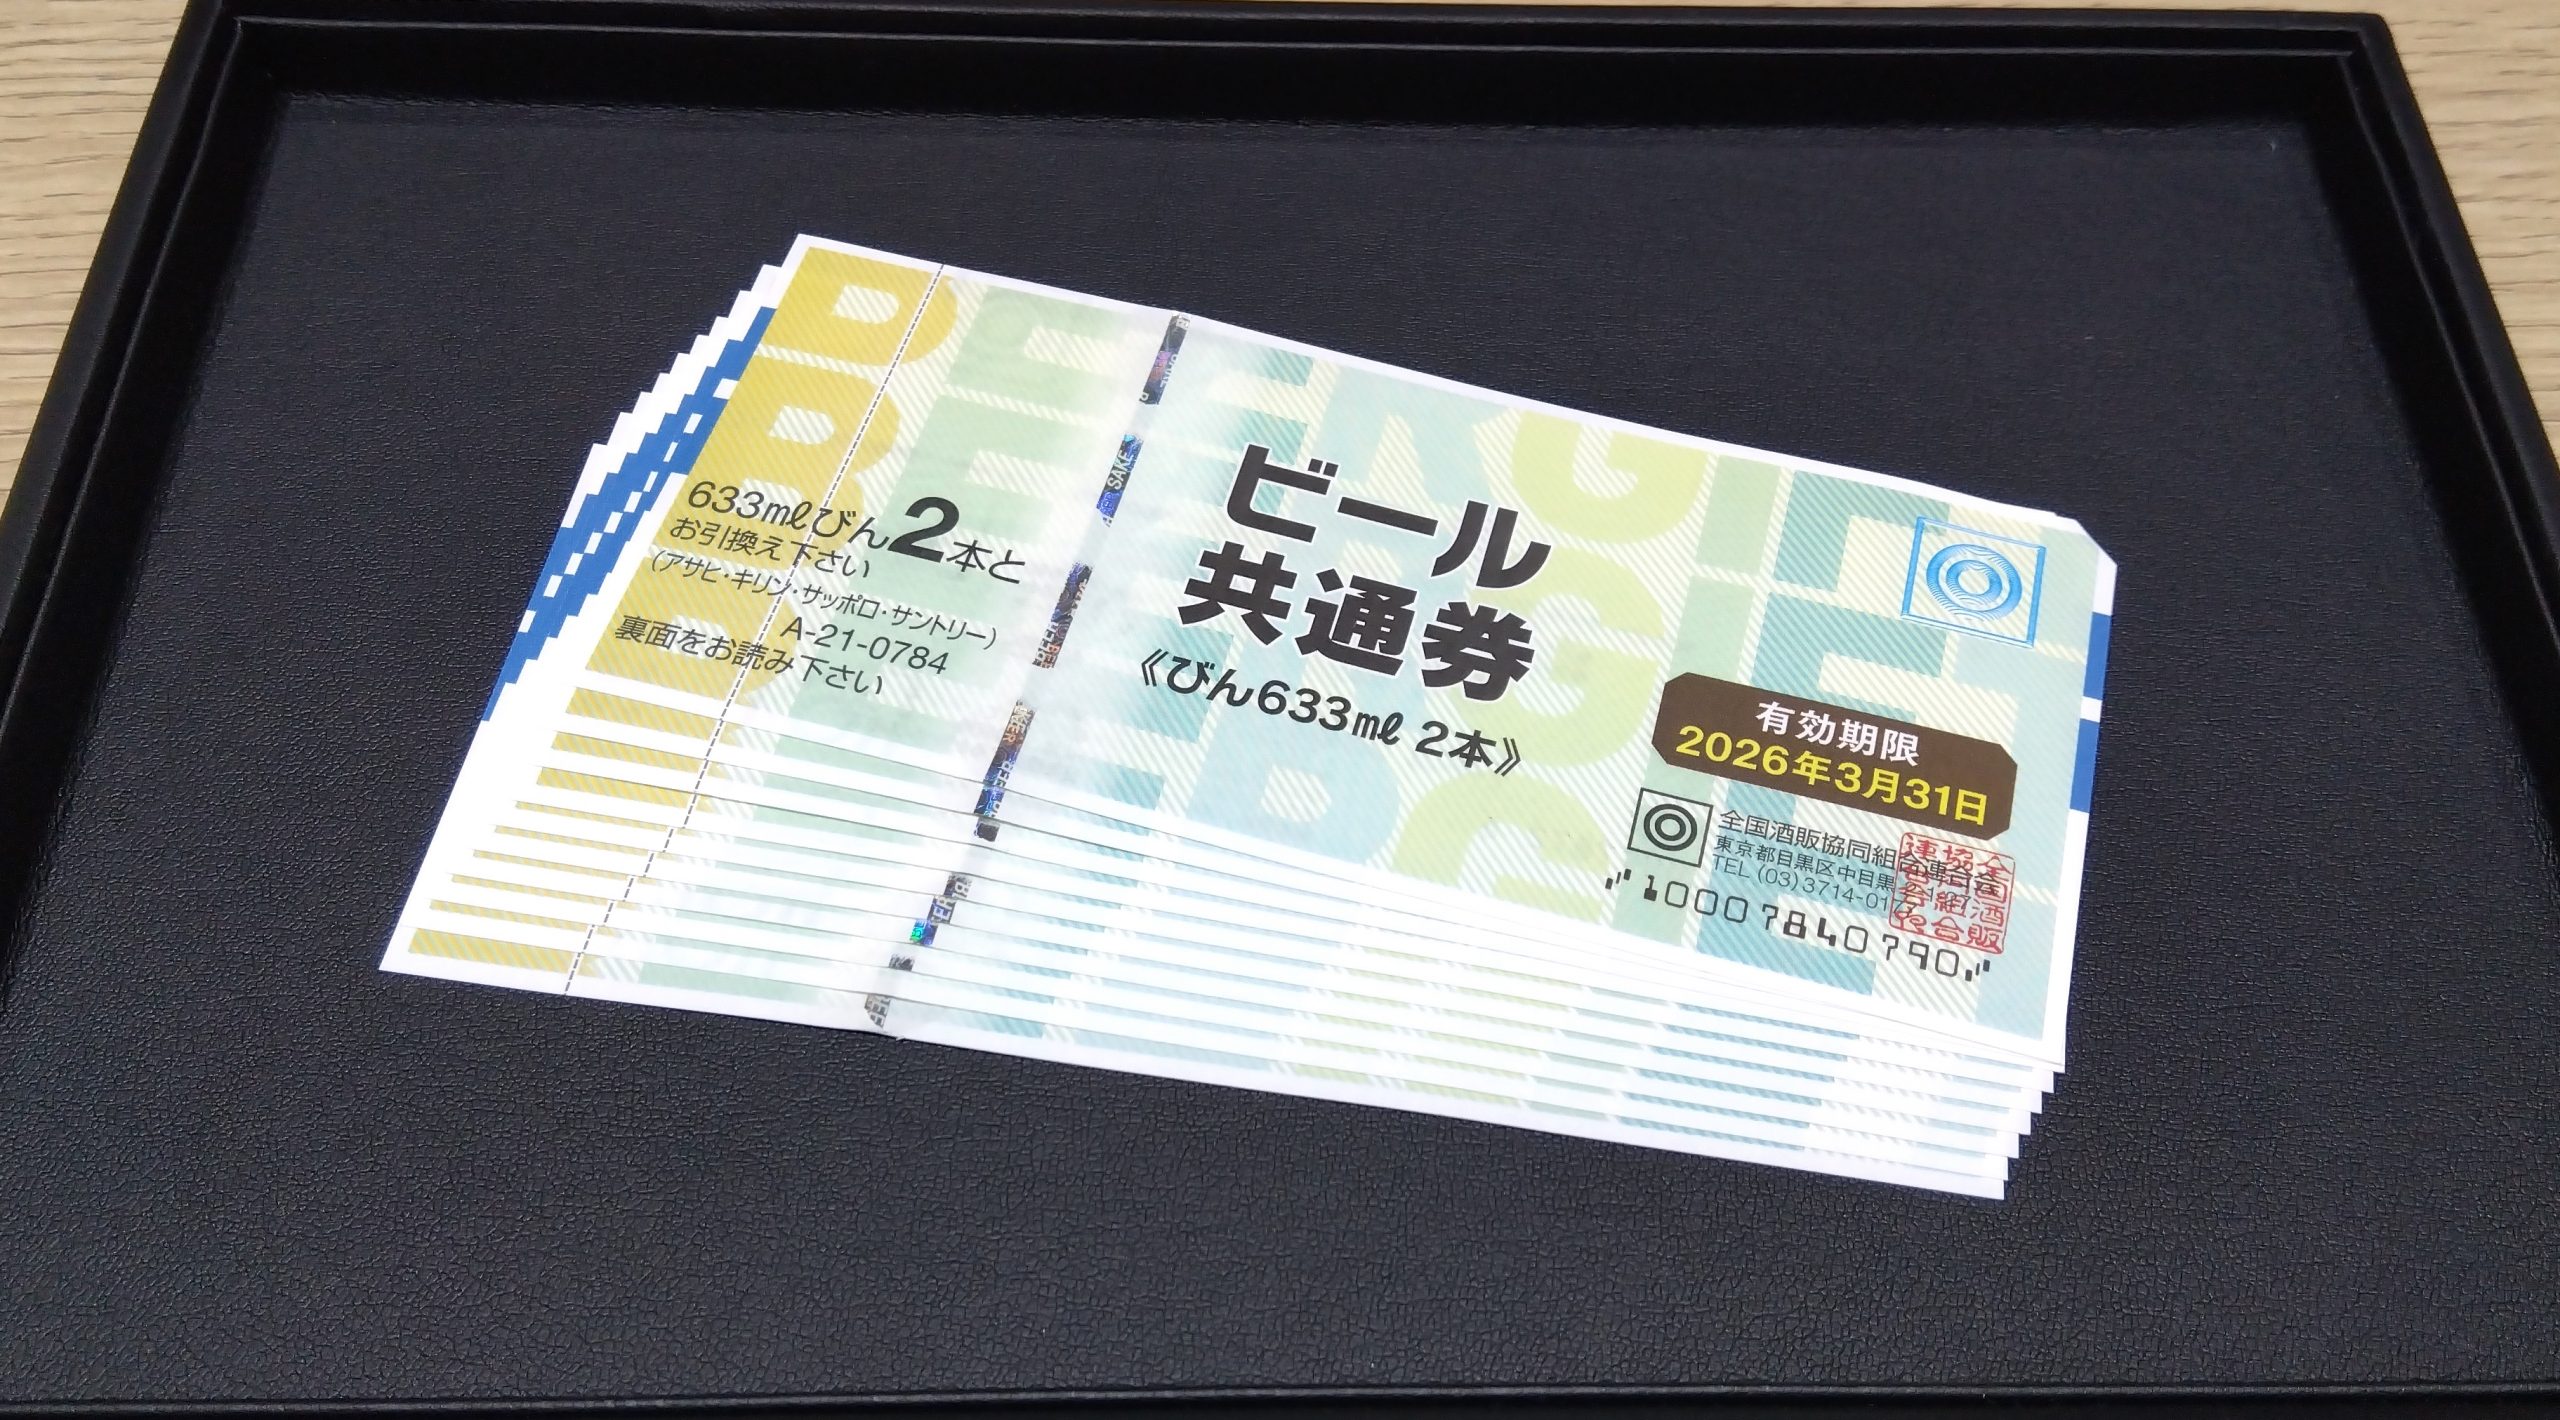 BEER GIFT
633mlびん2本と
お引換え下さい
(アサヒ・キリン・サッポロ・サントリー)
A-21-0784
裏面をお読み下さい
SAKE
BEER
ビール
共通券
《びん633ml 2本》
有効期限
2026年3月31日
全国酒販協同組合連合会
東京都目黒区中目黒
TEL (03)3714-0177
10007840790